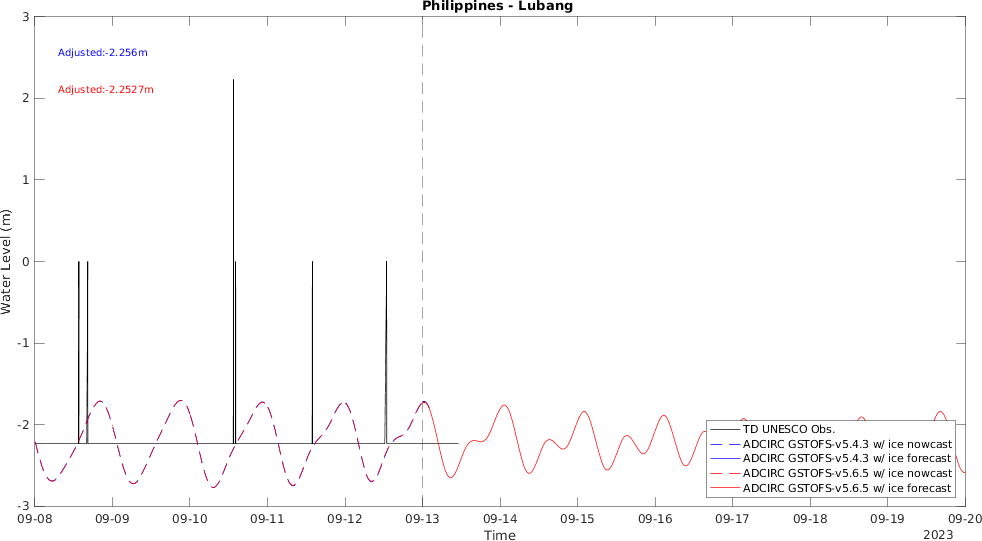 Philippines - Lubang
Adjusted:-2.256m
Adjusted:-2.2527m
Water Level (m)
3
2
1
0
-1
-2
-3
TD UNESCO Obs.
ADCIRC GSTOFS-v5.4.3 w/ ice nowcast
ADCIRC GSTOFS-v5.4.3 w/ ice forecast
ADCIRC GSTOFS-v5.6.5 w/ ice nowcast
ADCIRC GSTOFS-v5.6.5 w/ ice forecast
09-08 09-09 09-10 09-11 09-12 09-13 09-14 09-15 09-16 09-17 09-18 09-19 09-20
Time
2023